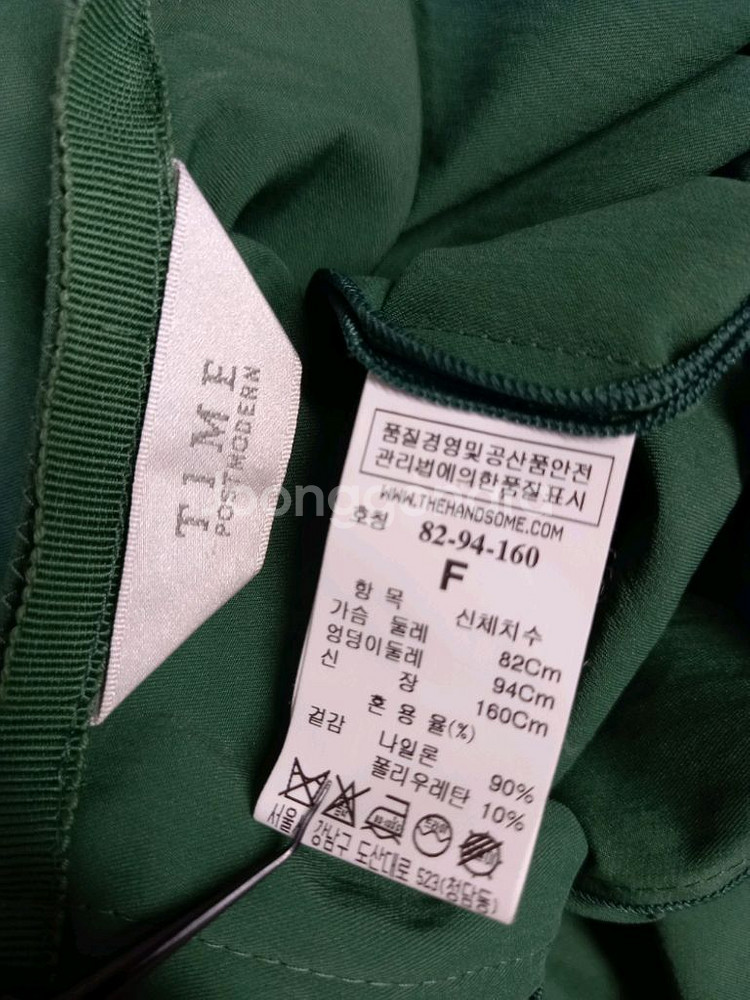 TIME
POSTMODERN
품질경영및공산품안전
관리법에의한품질표시
WWW.THEHANDSOME.COM
호칭 82-94-160
F
항 목 신체치수
가슴 둘레 82Cm
엉덩이둘레 94Cm
신 장 160Cm
혼 용 율(%)
겉감 나일론 90%
폴리우레탄 10%
서울 강남구 도산대로 523(청담동)